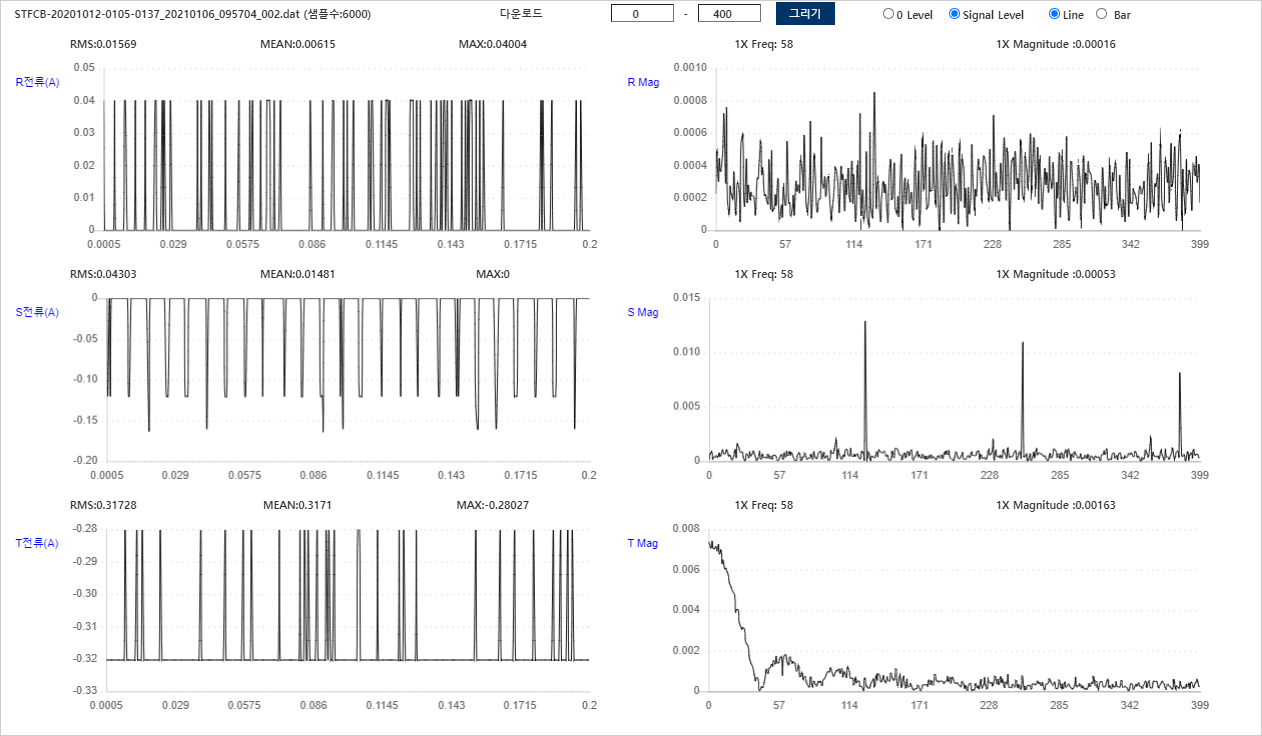 STFCB-20201012-0105-0137_20210106_095704_002.dat (샘플수:6000) 다운로드 0 - 400 그리기 0 Level Signal Level Line Bar
RMS:0.01569 MEAN:0.00615 MAX:0.04004
R전류(A)
0.05
0.04
0.03
0.02
0.01
0
0.0005 0.029 0.0575 0.086 0.1145 0.143 0.1715 0.2
1X Freq: 58 1X Magnitude :0.00016
R Mag
0.0010
0.0008
0.0006
0.0004
0.0002
0
0 57 114 171 228 285 342 399
RMS:0.04303 MEAN:0.01481 MAX:0
S전류(A)
0
-0.05
-0.10
-0.15
-0.20
0.0005 0.029 0.0575 0.086 0.1145 0.143 0.1715 0.2
1X Freq: 58 1X Magnitude :0.00053
S Mag
0.015
0.010
0.005
0
0 57 114 171 228 285 342 399
RMS:0.31728 MEAN:0.3171 MAX:-0.28027
T전류(A)
-0.28
-0.29
-0.30
-0.31
-0.32
-0.33
0.0005 0.029 0.0575 0.086 0.1145 0.143 0.1715 0.2
1X Freq: 58 1X Magnitude :0.00163
T Mag
0.008
0.006
0.004
0.002
0
0 57 114 171 228 285 342 399